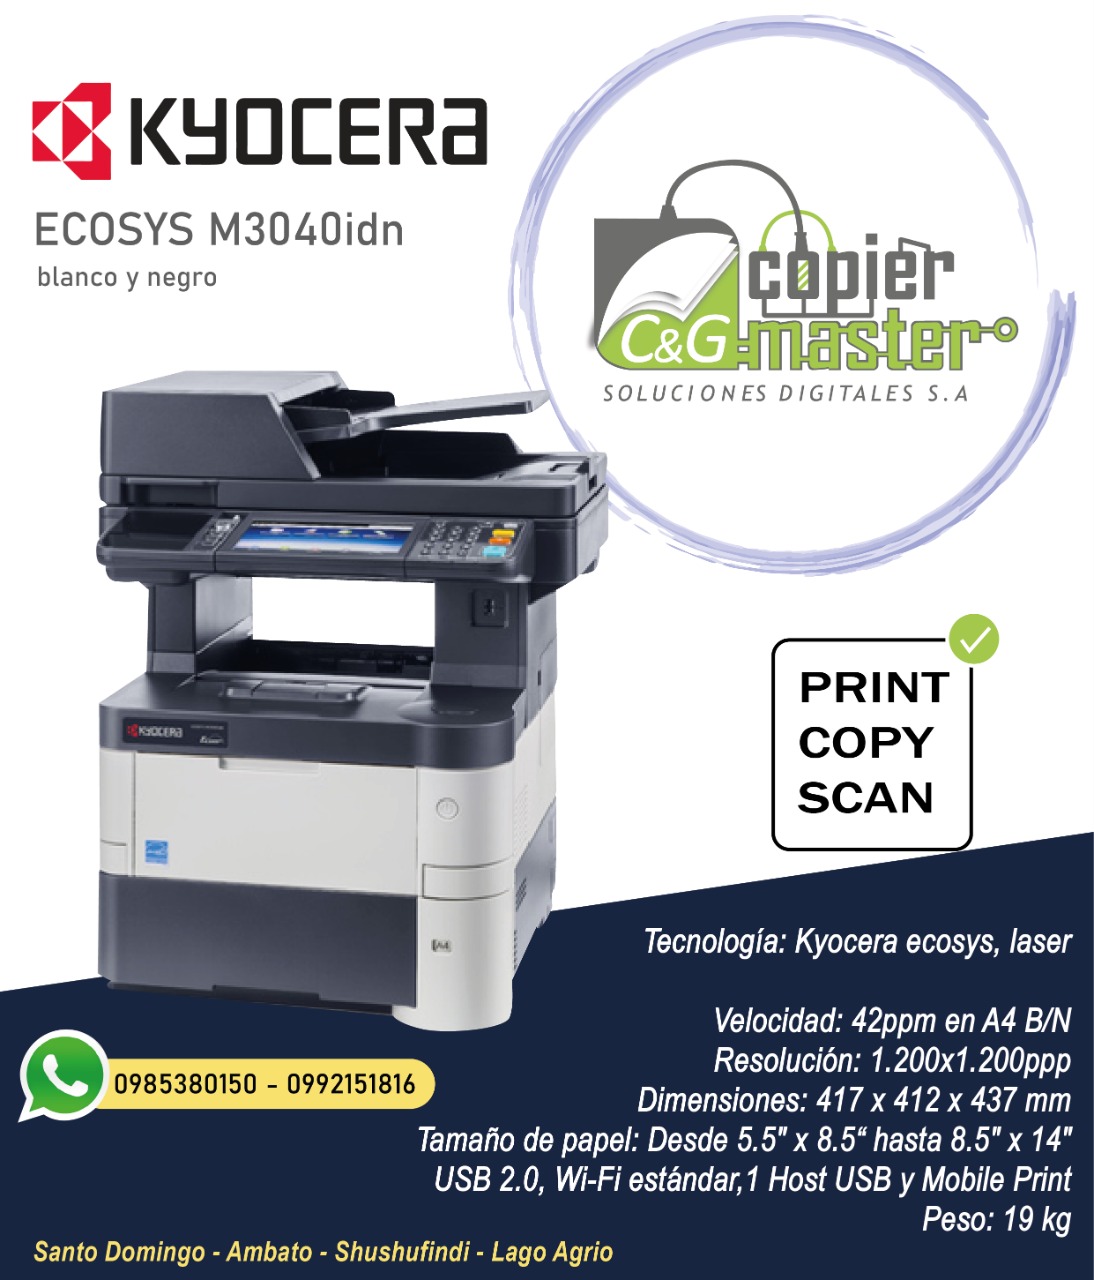 KYOCERA
ECOSYS M3040idn
blanco y negro
copier
C&G master
SOLUCIONES DIGITALES S.A
KYOCERA
A4
PRINT
COPY
SCAN
Tecnología: Kyocera ecosys, laser
Velocidad: 42ppm en A4 B/N
Resolución: 1.200x1.200ppp
Dimensiones: 417 x 412 x 437 mm
Tamaño de papel: Desde 5.5" x 8.5“ hasta 8.5" x 14"
USB 2.0, Wi-Fi estándar,1 Host USB y Mobile Print
Peso: 19 kg
0985380150 - 0992151816
Santo Domingo - Ambato - Shushufindi - Lago Agrio